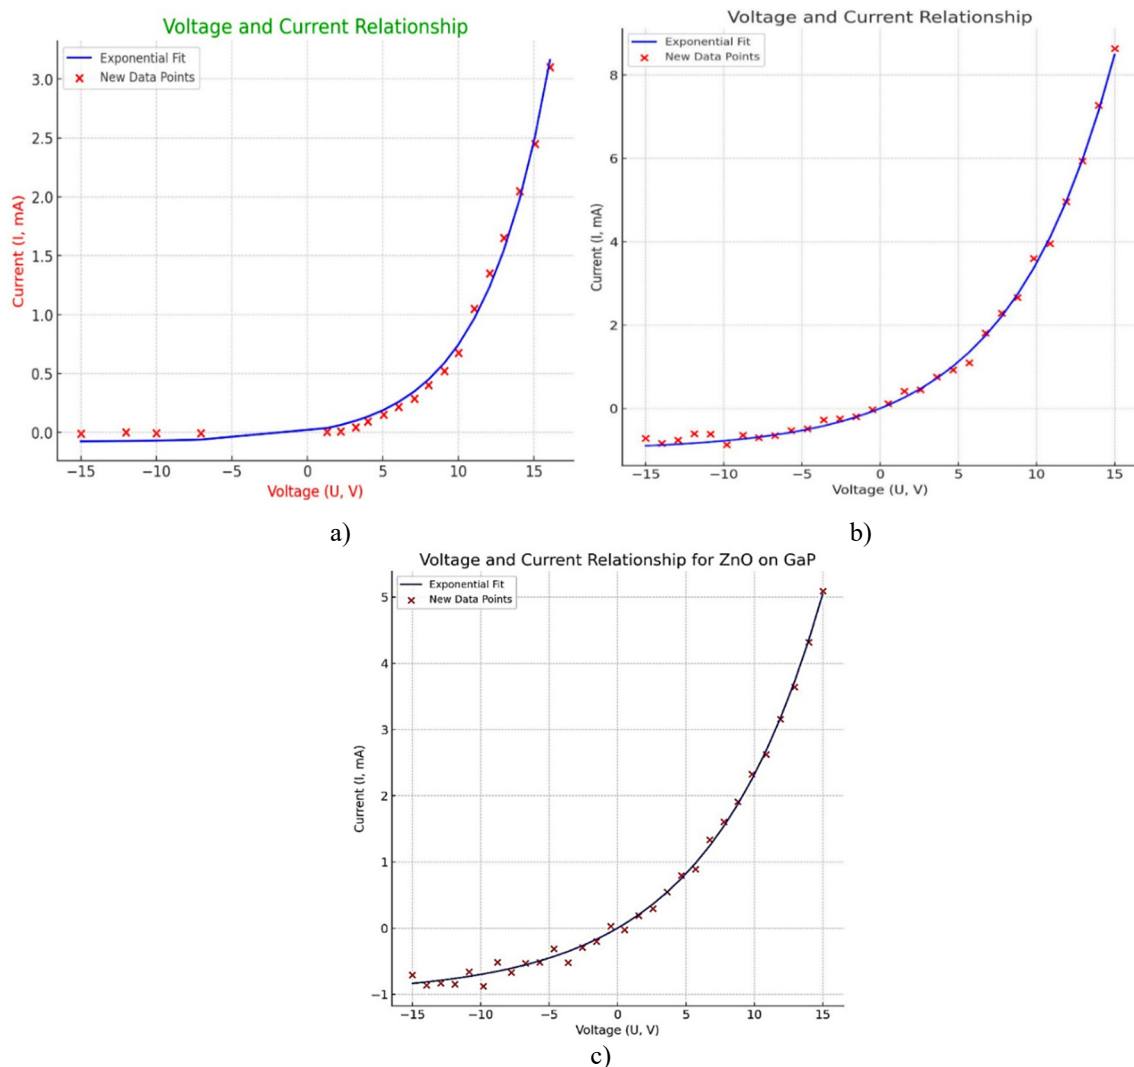 Voltage and Current Relationship
Exponential Fit
New Data Points
3.0
2.5
2.0
1.5
1.0
0.5
0.0
Current (I, mA)
−15
−10
−5
0
5
10
15
Voltage (U, V)
a)
Voltage and Current Relationship
Exponential Fit
New Data Points
8
6
4
2
0
Current (I, mA)
−15
−10
−5
0
5
10
15
Voltage (U, V)
b)
Voltage and Current Relationship for ZnO on GaP
Exponential Fit
New Data Points
5
4
3
2
1
0
−1
Current (I, mA)
−15
−10
−5
0
5
10
15
Voltage (U, V)
c)